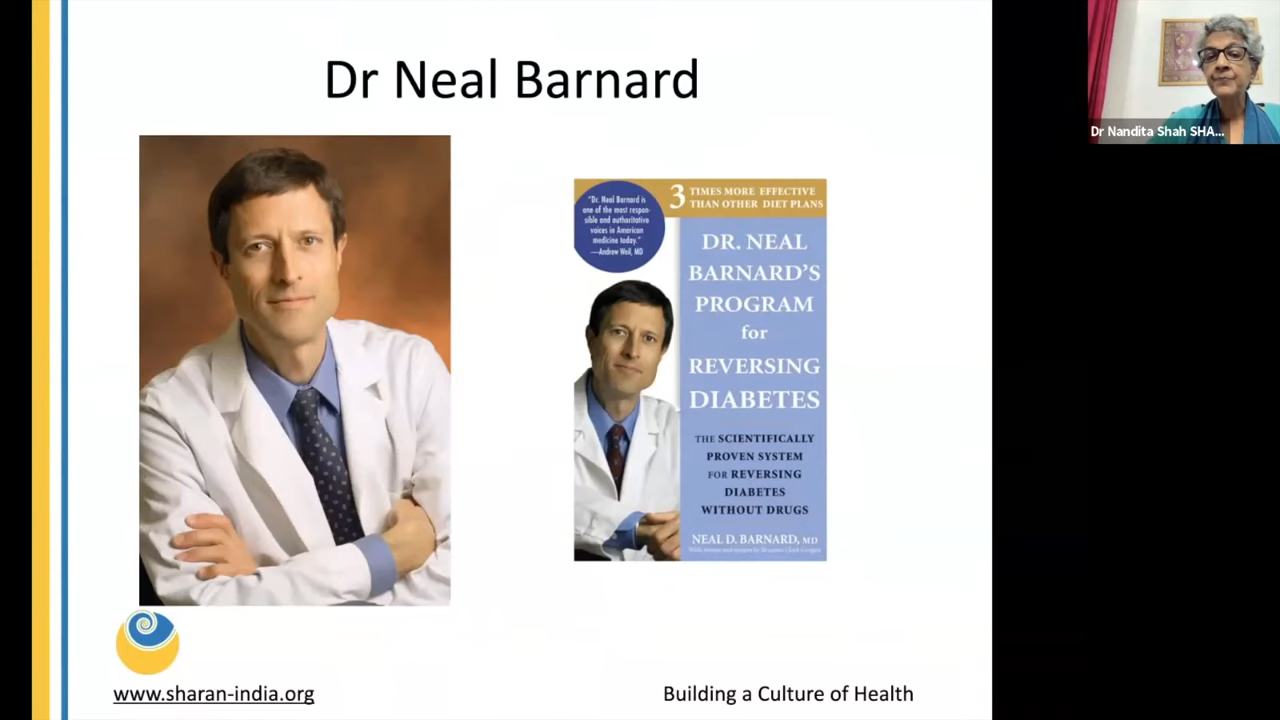 Dr Neal Barnard
"Dr. Neal Barnard is
one of the most respon-
sible and authoritative
voices in American
medicine today."
—Andrew Weil, MD
3 TIMES MORE EFFECTIVE
THAN OTHER DIET PLANS
DR. NEAL
BARNARD'S
PROGRAM
for
REVERSING
DIABETES
THE SCIENTIFICALLY
PROVEN SYSTEM
FOR REVERSING
DIABETES
WITHOUT DRUGS
NEAL D. BARNARD, MD
www.sharan-india.org
Building a Culture of Health
Dr Nandita Shah SHA...